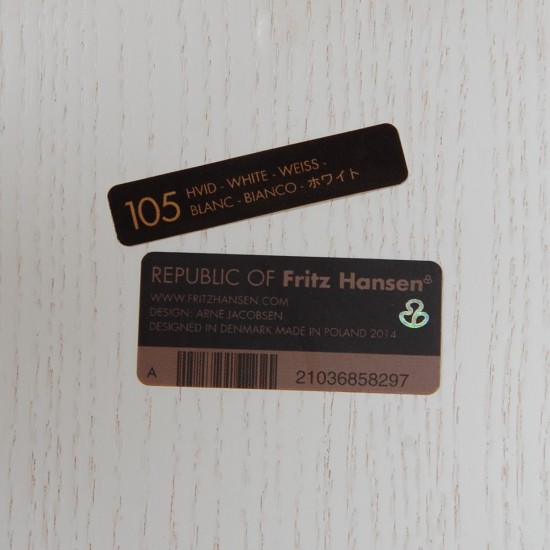 105
HVID - WHITE - WEISS -
BLANC - BIANCO - ホワイト
REPUBLIC OF Fritz Hansen
WWW.FRITZHANSEN.COM
DESIGN: ARNE JACOBSEN
DESIGNED IN DENMARK MADE IN POLAND 2014
A
21036858297